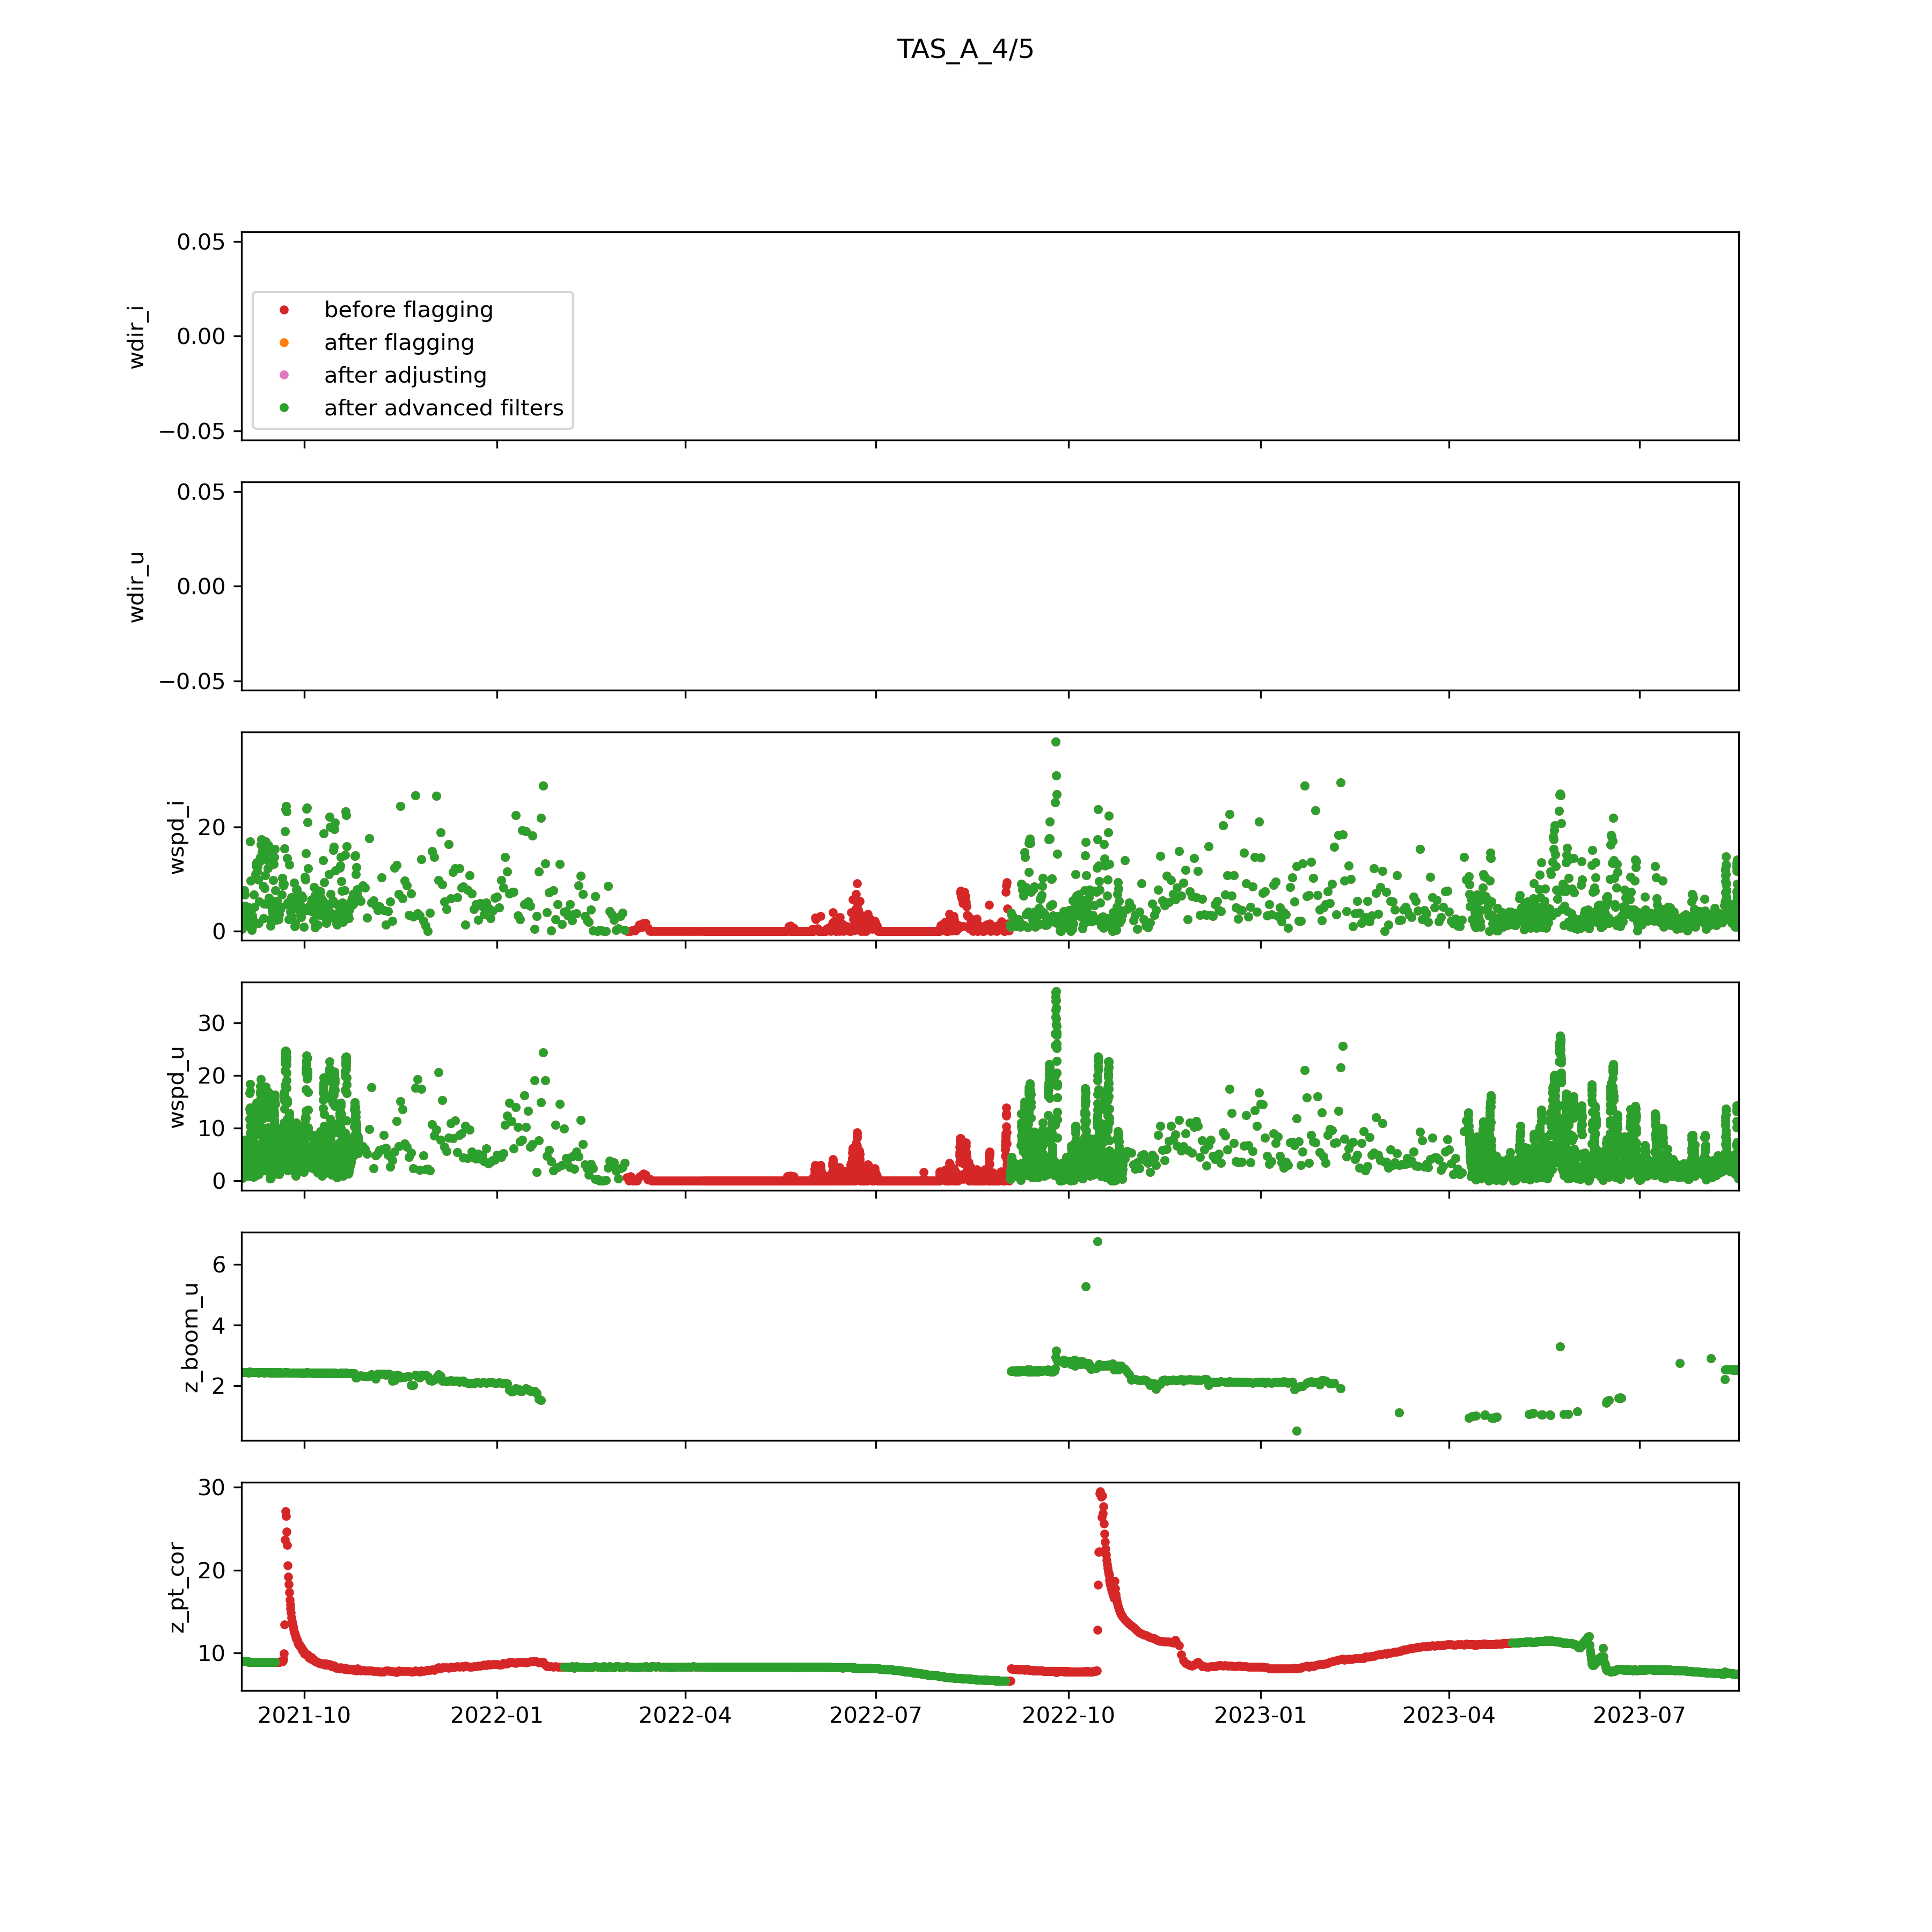 TAS_A_4/5
0.05
0.00
−0.05
wdir_i
before flagging
after flagging
after adjusting
after advanced filters
0.05
0.00
−0.05
wdir_u
20
0
wspd_i
30
20
10
0
wspd_u
6
4
2
z_boom_u
30
20
10
z_pt_cor
2021-10 2022-01 2022-04 2022-07 2022-10 2023-01 2023-04 2023-07